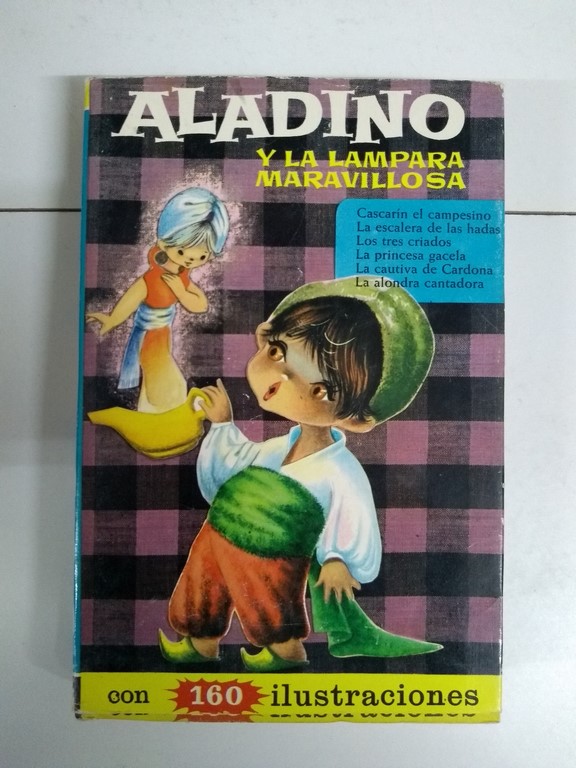 ALADINO
Y LA LAMPARA
MARAVILLOSA
Cascarín el campesino
La escalera de las hadas
Los tres criados
La princesa gacela
La cautiva de Cardona
La alondra cantadora
con 160 ilustraciones